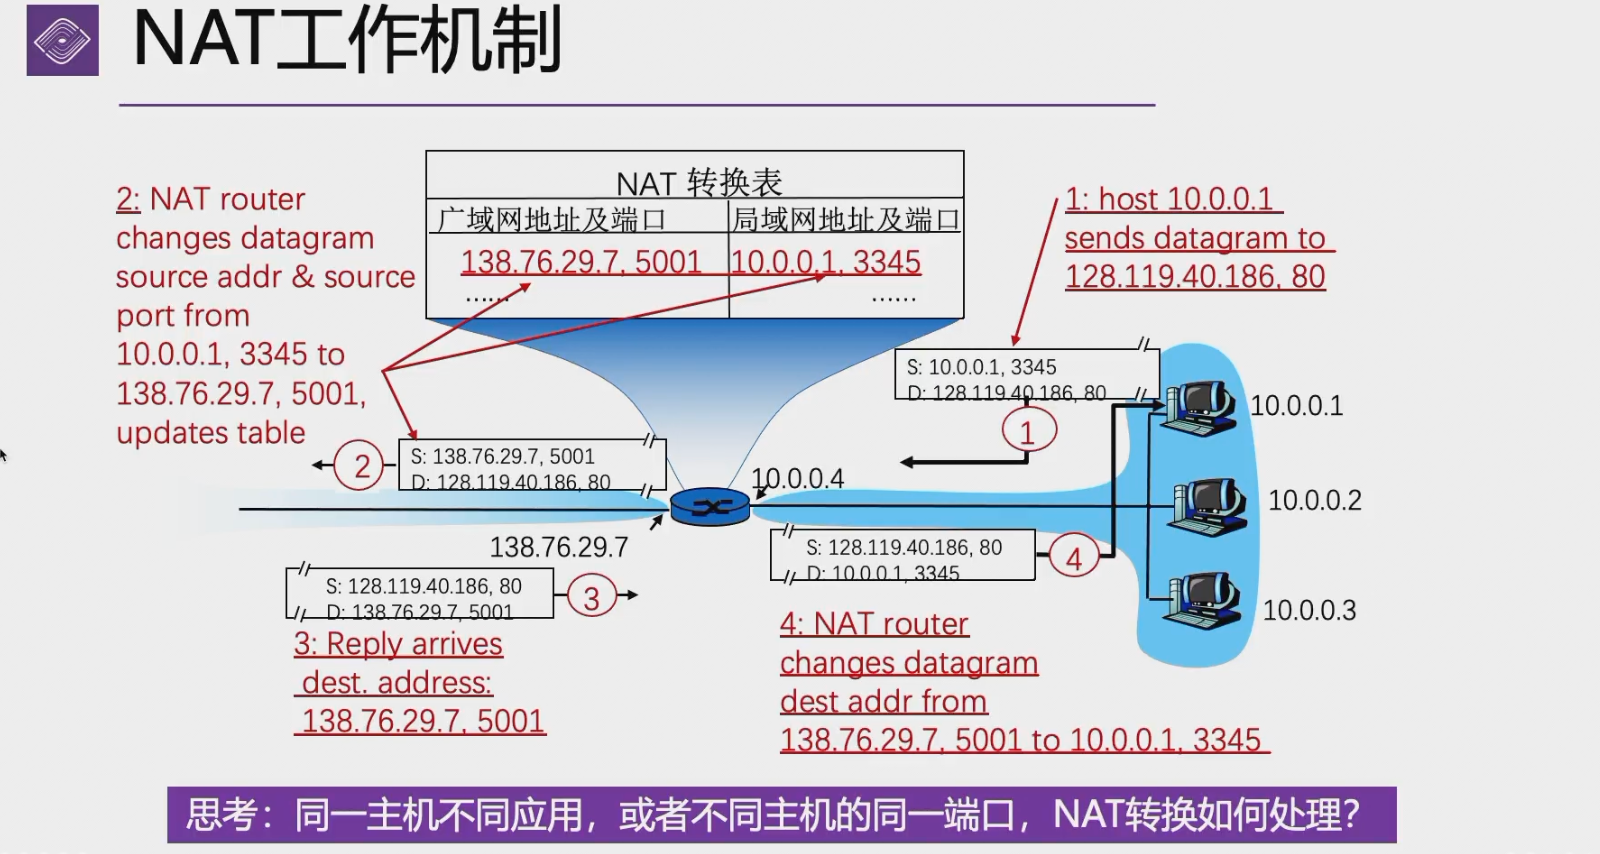 NAT工作机制
NAT 转换表
广域网地址及端口 局域网地址及端口
138.76.29.7, 5001 10.0.0.1, 3345
...... ......
2: NAT router
changes datagram
source addr & source
port from
10.0.0.1, 3345 to
138.76.29.7, 5001,
updates table
1: host 10.0.0.1
sends datagram to
128.119.40.186, 80
S: 10.0.0.1, 3345
D: 128.119.40.186, 80
1
10.0.0.1
2
S: 138.76.29.7, 5001
D: 128.119.40.186, 80
10.0.0.4
10.0.0.2
138.76.29.7
S: 128.119.40.186, 80
D: 10.0.0.1, 3345
4
S: 128.119.40.186, 80
D: 138.76.29.7, 5001
3
10.0.0.3
3: Reply arrives
dest. address:
138.76.29.7, 5001
4: NAT router
changes datagram
dest addr from
138.76.29.7, 5001 to 10.0.0.1, 3345
思考：同一主机不同应用，或者不同主机的同一端口，NAT转换如何处理？